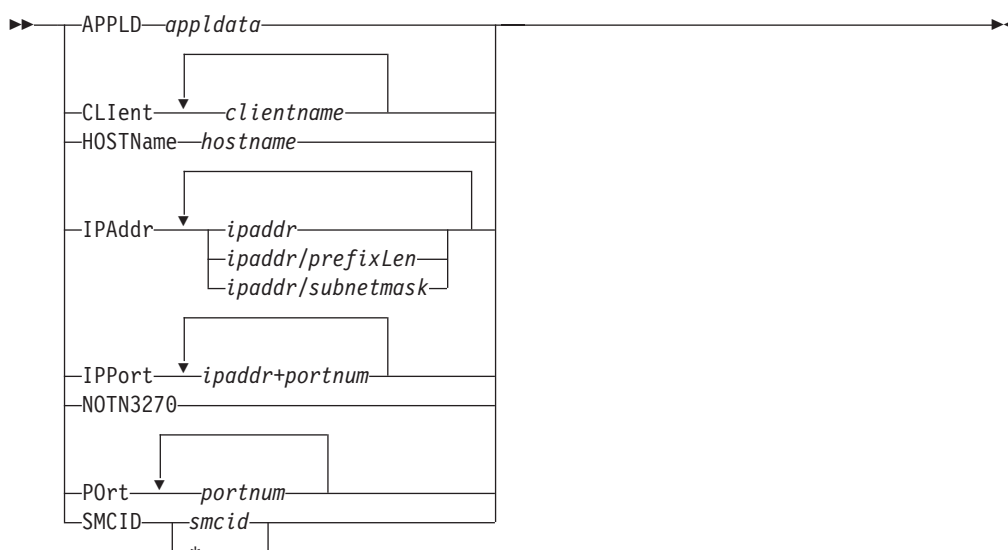 APPLD appldata
CLIent clientname
HOSTName hostname
IPAddr ipaddr
ipaddr/prefixLen
ipaddr/subnetmask
IPPort ipaddr+portnum
NOTN3270
POrt portnum
SMCID smcid
*